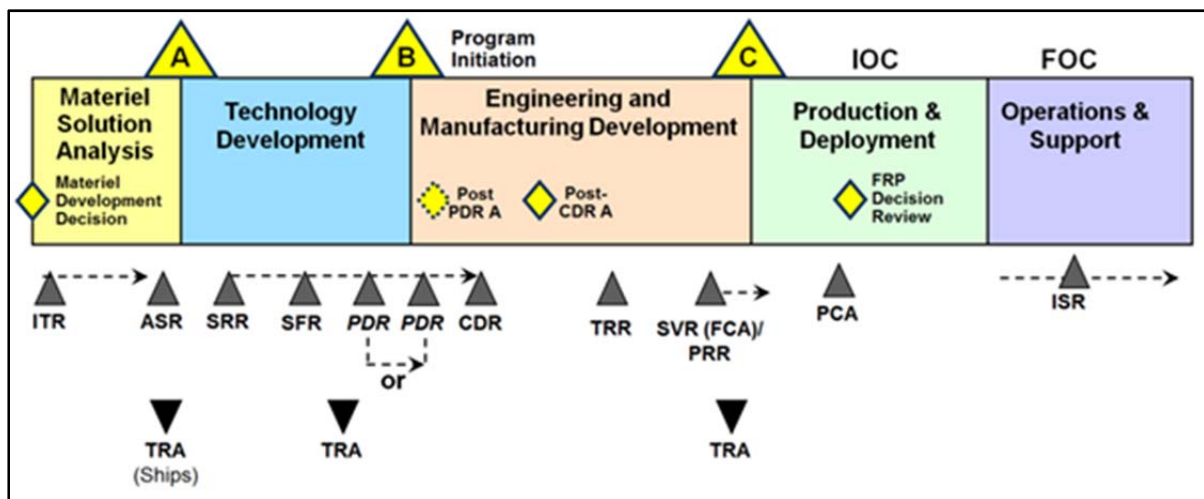 A
B
Program
Initiation
C
IOC
FOC
Materiel
Solution
Analysis
Materiel
Development
Decision
Technology
Development
Engineering and
Manufacturing Development
Post
PDR A
Post-
CDR A
Production &
Deployment
FRP
Decision
Review
Operations &
Support
ITR
ASR
SRR
SFR
PDR
PDR
CDR
or
TRR
SVR (FCA)/
PRR
PCA
ISR
TRA
(Ships)
TRA
TRA